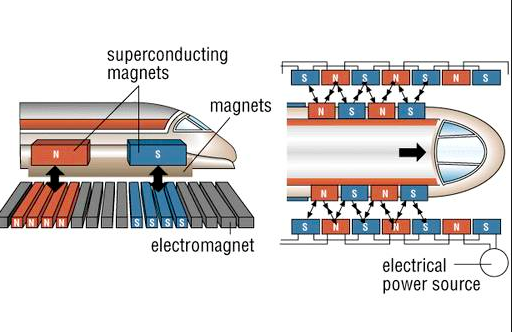 superconducting
magnets
magnets
N
S
N N N N
S S S S
electromagnet
S N S N S N S
N S N S
N S N S
S N S N S N S
electrical
power source